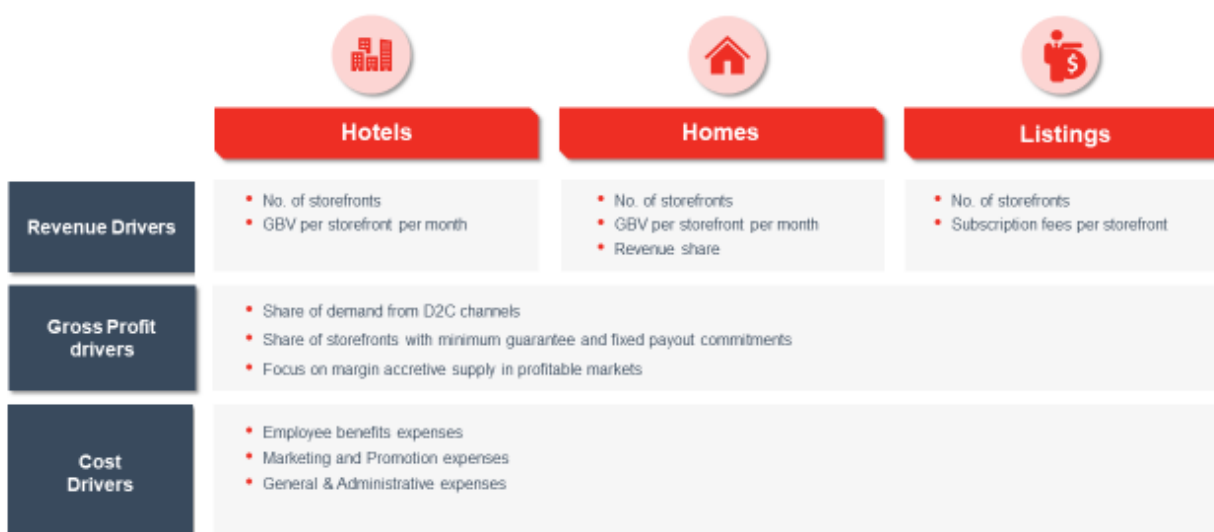 $
Hotels
Homes
Listings
Revenue Drivers
• No. of storefronts
• GBV per storefront per month
• No. of storefronts
• GBV per storefront per month
• Revenue share
• No. of storefronts
• Subscription fees per storefront
Gross Profit
drivers
• Share of demand from D2C channels
• Share of storefronts with minimum guarantee and fixed payout commitments
• Focus on margin accretive supply in profitable markets
Cost
Drivers
• Employee benefits expenses
• Marketing and Promotion expenses
• General & Administrative expenses